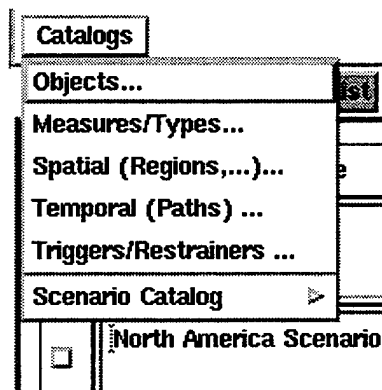 Catalogs
Objects...
Measures/Types...
Spatial (Regions,...)...
Temporal (Paths) ...
Triggers/Restrainers ...
Scenario Catalog
North America Scenario